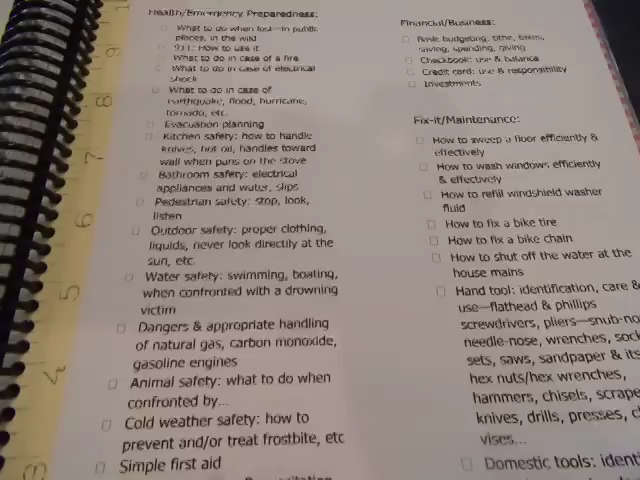 Health/Emergency Preparedness:
What to do when lost—in public
places, in the wild
911: How to use it
What to do in case of a fire
What to do in case of electrical
shock
What to do in case of
earthquake, flood, hurricane,
tornado, etc.
Evacuation planning
Kitchen safety: how to handle
knives, hot oil, handles toward
wall when pans on the stove
Bathroom safety: electrical
appliances and water, slips
Pedestrian safety: stop, look,
listen
Outdoor safety: proper clothing,
liquids, never look directly at the
sun, etc.
Water safety: swimming, boating,
when confronted with a drowning
victim
Dangers & appropriate handling
of natural gas, carbon monoxide,
gasoline engines
Animal safety: what to do when
confronted by...
Cold weather safety: how to
prevent and/or treat frostbite, etc
Simple first aid
Financial/Business:
Basic budgeting: tithe, taxes,
saving, spending, giving
Checkbook: use & balance
Credit card: use & responsibility
Investments
Fix-it/Maintenance:
How to sweep a floor efficiently &
effectively
How to wash windows efficiently
& effectively
How to refill windshield washer
fluid
How to fix a bike tire
How to fix a bike chain
How to shut off the water at the
house mains
Hand tool: identification, care &
use—flathead & phillips
screwdrivers, pliers—snub-no
needle-nose, wrenches, soc
sets, saws, sandpaper & its
hex nuts/hex wrenches,
hammers, chisels, scrape
knives, drills, presses, c
vises...
Domestic tools: identi
9
8
7
6
5
4
3